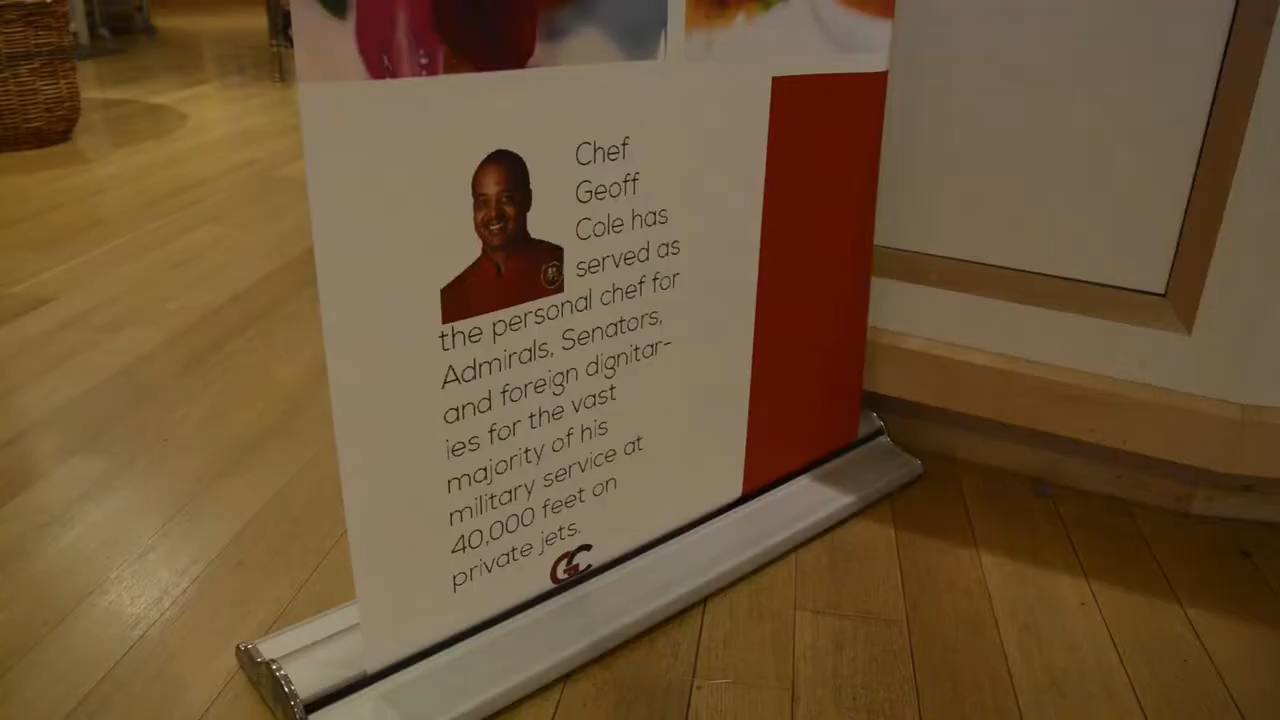 Chef
Geoff
Cole has
served as
the personal chef for
Admirals, Senators,
and foreign dignitar-
ies for the vast
majority of his
military service at
40,000 feet on
private jets.
GC